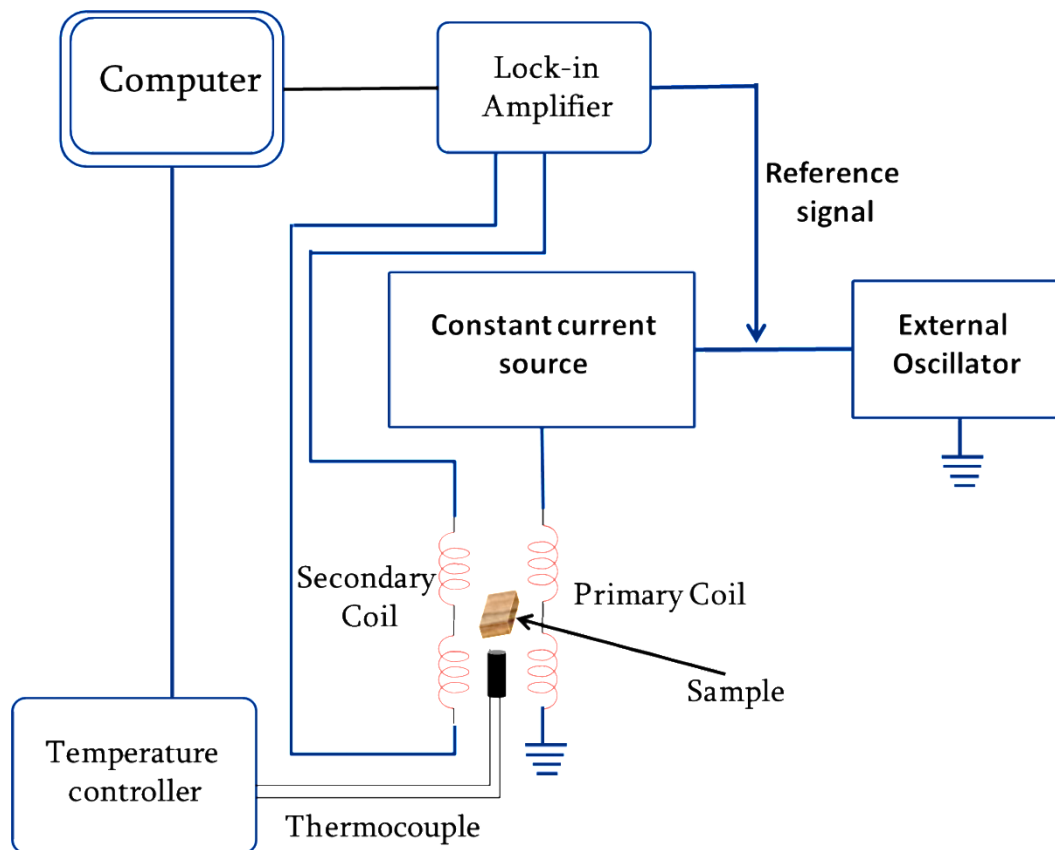 Computer
Lock-in
Amplifier
Reference
signal
Constant current
source
External
Oscillator
Secondary
Coil
Primary Coil
Sample
Temperature
controller
Thermocouple